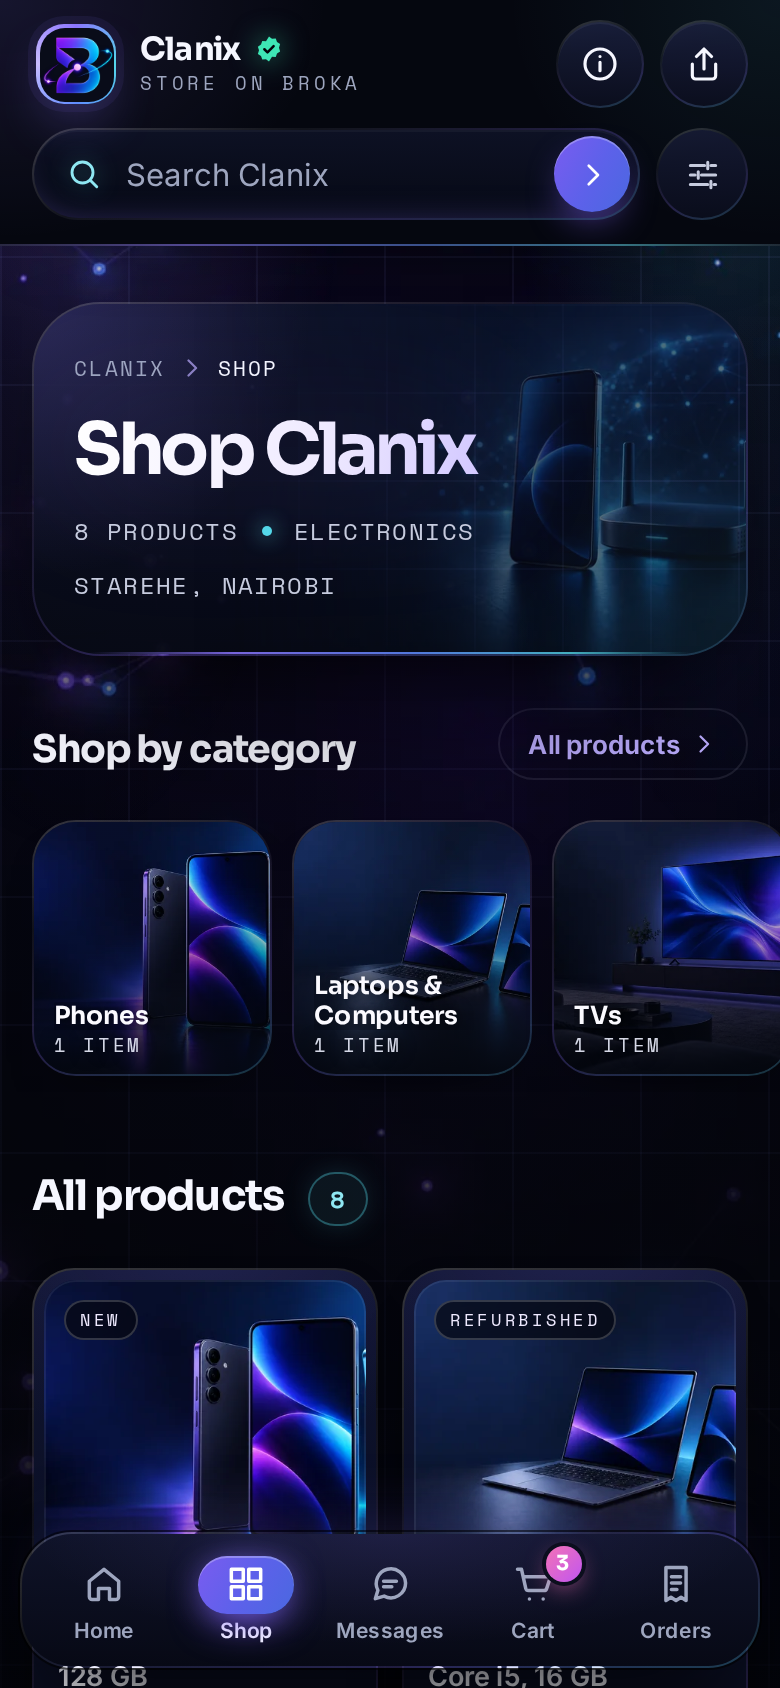 Clanix
STORE ON BROKA
Search Clanix
CLANIX > SHOP
Shop Clanix
8 PRODUCTS • ELECTRONICS
STAREHE, NAIROBI
Shop by category
All products >
Phones
1 ITEM
Laptops &
Computers
1 ITEM
TVs
1 ITEM
All products 8
NEW
REFURBISHED
3
Home
Shop
Messages
Cart
Orders
128 GB
Core i5, 16 GB